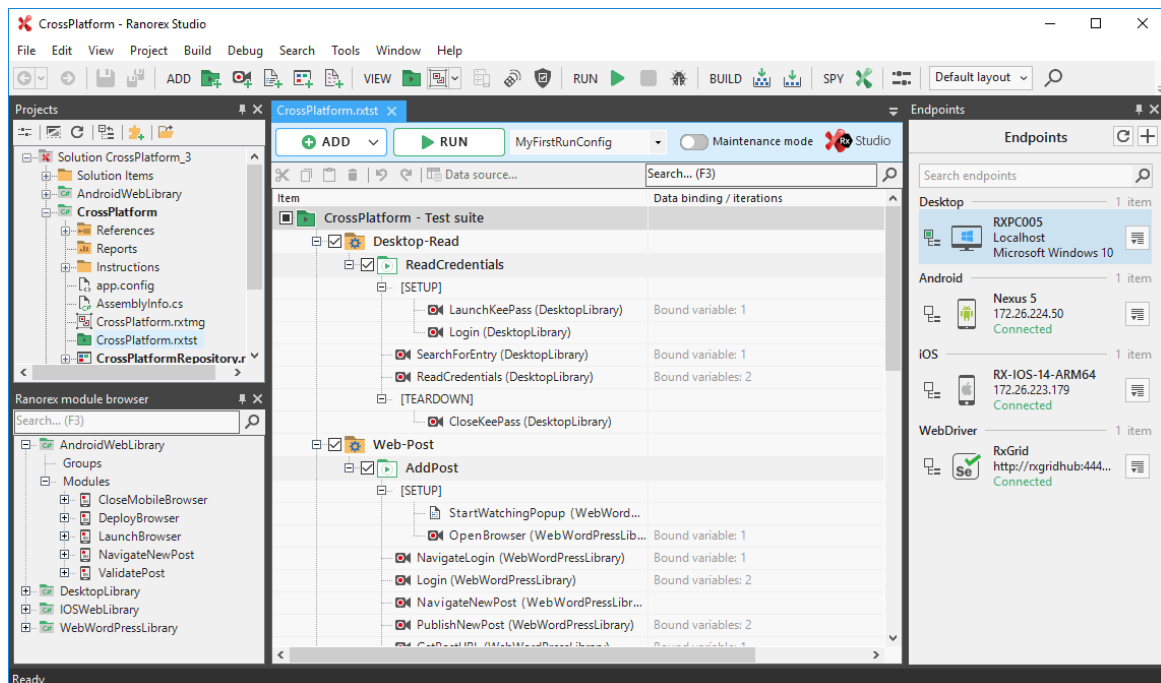 CrossPlatform - Ranorex Studio
File Edit View Project Build Debug Search Tools Window Help
ADD VIEW RUN BUILD SPY Default layout
Projects
Solution CrossPlatform_3
Solution Items
AndroidWebLibrary
CrossPlatform
References
Reports
Instructions
app.config
AssemblyInfo.cs
CrossPlatform.rxtmg
CrossPlatform.rxtst
CrossPlatformRepository.r
Ranorex module browser
Search... (F3)
AndroidWebLibrary
Groups
Modules
CloseMobileBrowser
DeployBrowser
LaunchBrowser
NavigateNewPost
ValidatePost
DesktopLibrary
IOSWebLibrary
WebWordPressLibrary
CrossPlatform.rxtst
ADD RUN MyFirstRunConfig Maintenance mode Rx Studio
Data source... Search... (F3)
Item Data binding / iterations
CrossPlatform - Test suite
Desktop-Read
ReadCredentials
[SETUP]
LaunchKeePass (DesktopLibrary) Bound variable: 1
Login (DesktopLibrary)
SearchForEntry (DesktopLibrary) Bound variable: 1
ReadCredentials (DesktopLibrary) Bound variables: 2
[TEARDOWN]
CloseKeePass (DesktopLibrary)
Web-Post
AddPost
[SETUP]
StartWatchingPopup (WebWord...
OpenBrowser (WebWordPressLib... Bound variable: 1
NavigateLogin (WebWordPressLibrary) Bound variable: 1
Login (WebWordPressLibrary) Bound variables: 2
NavigateNewPost (WebWordPressLibr...
PublishNewPost (WebWordPressLibrary) Bound variables: 2
Endpoints
Endpoints
Search endpoints
Desktop 1 item
RXPC005
Localhost
Microsoft Windows 10
Android 1 item
Nexus 5
172.26.224.50
Connected
iOS 1 item
RX-IOS-14-ARM64
172.26.223.179
Connected
WebDriver 1 item
Se
RxGrid
http://rxgridhub:444...
Connected
Ready